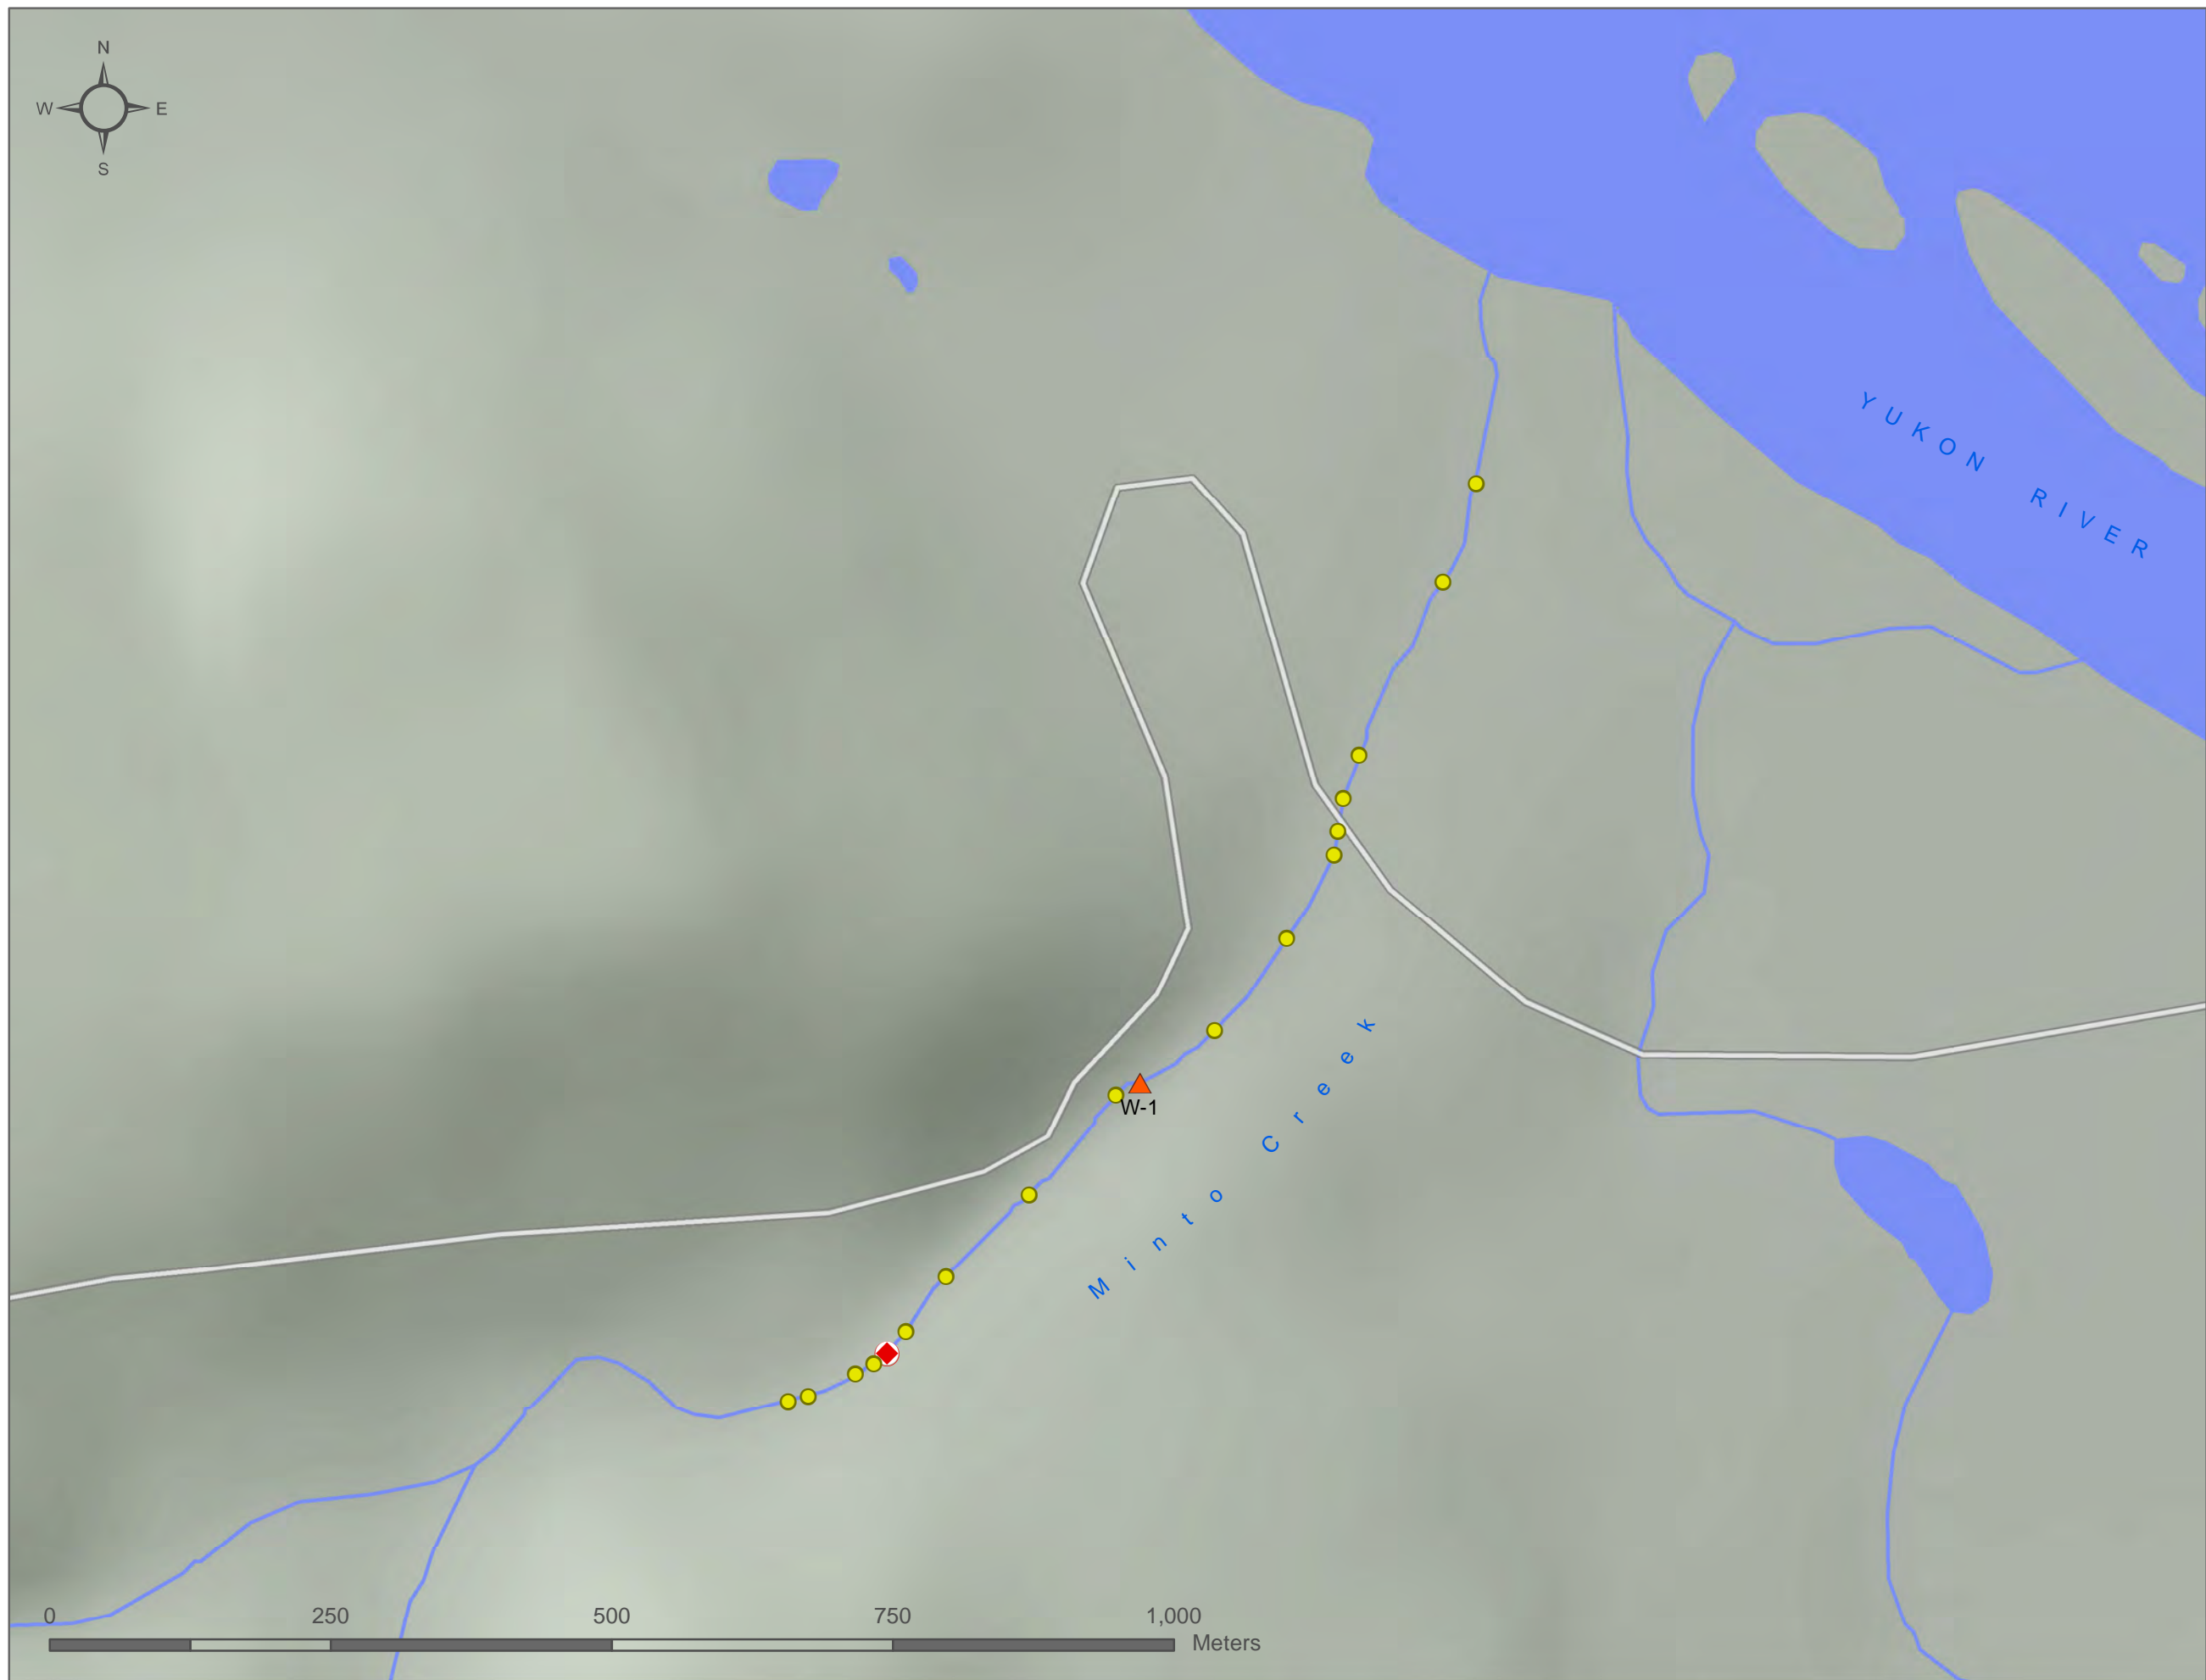 N
W E
S
YUKON RIVER
Minto Creek
W-1
0 250 500 750 1,000
Meters